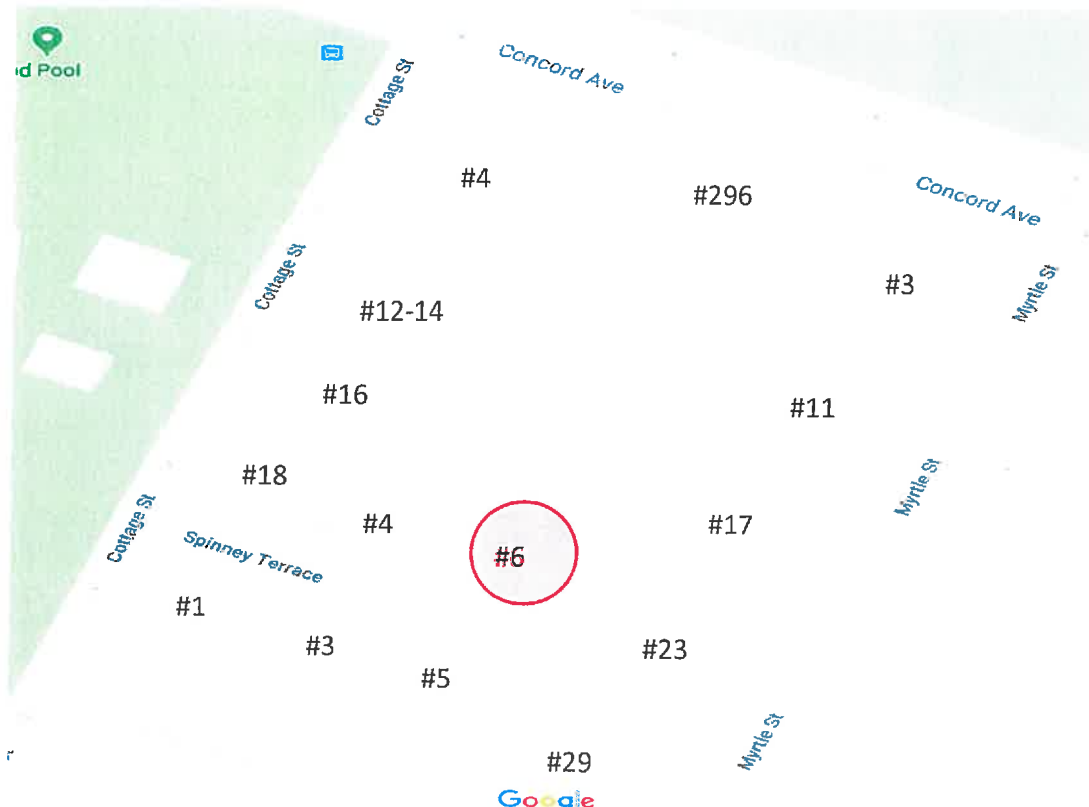 id Pool
Cottage St
Concord Ave
#4
#296
Concord Ave
Cottage St
#3
Myrtle St
#12-14
#16
#11
#18
Myrtle St
Cottage St
#4
#17
Spinney Terrace
#6
#1
#3
#23
#5
Myrtle St
#29
Google